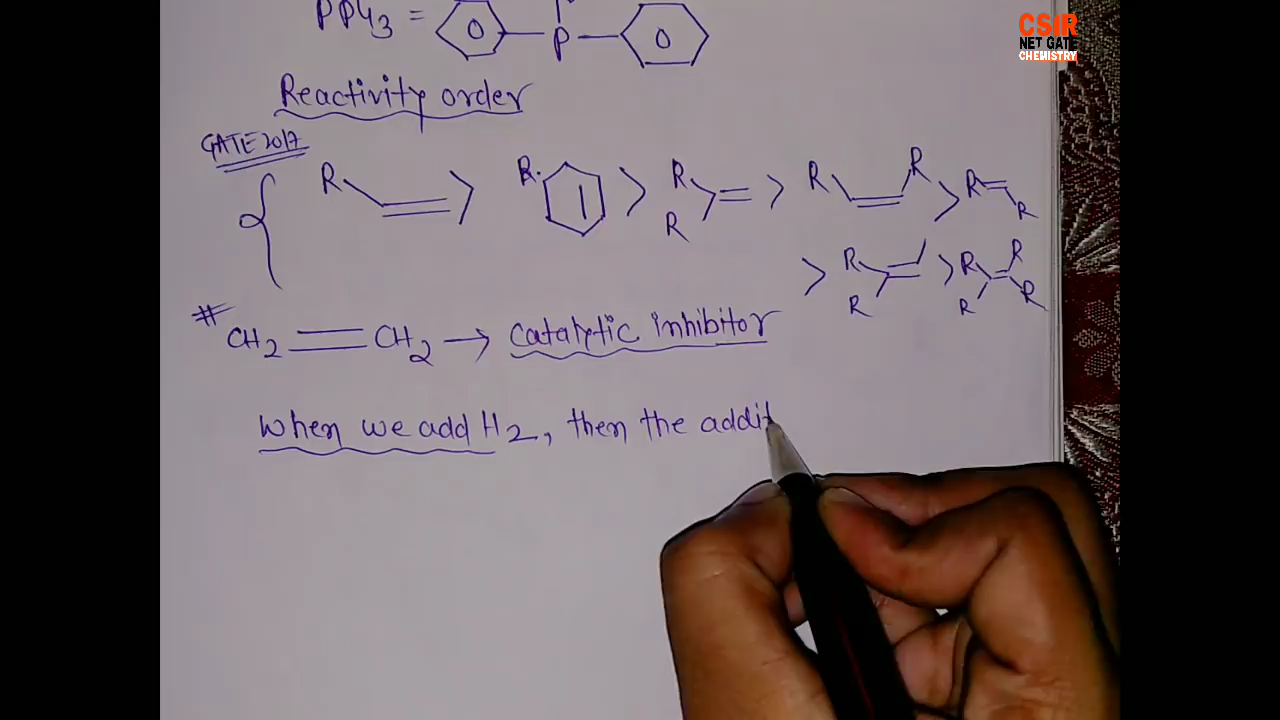 PPh3 =
P
CSIR
NET GATE
CHEMISTRY
Reactivity order
GATE 2017
R > R > R R > R R > R R
> R R > R R R R
# CH2 = CH2 → Catalytic inhibitor
When we add H2, then the addit